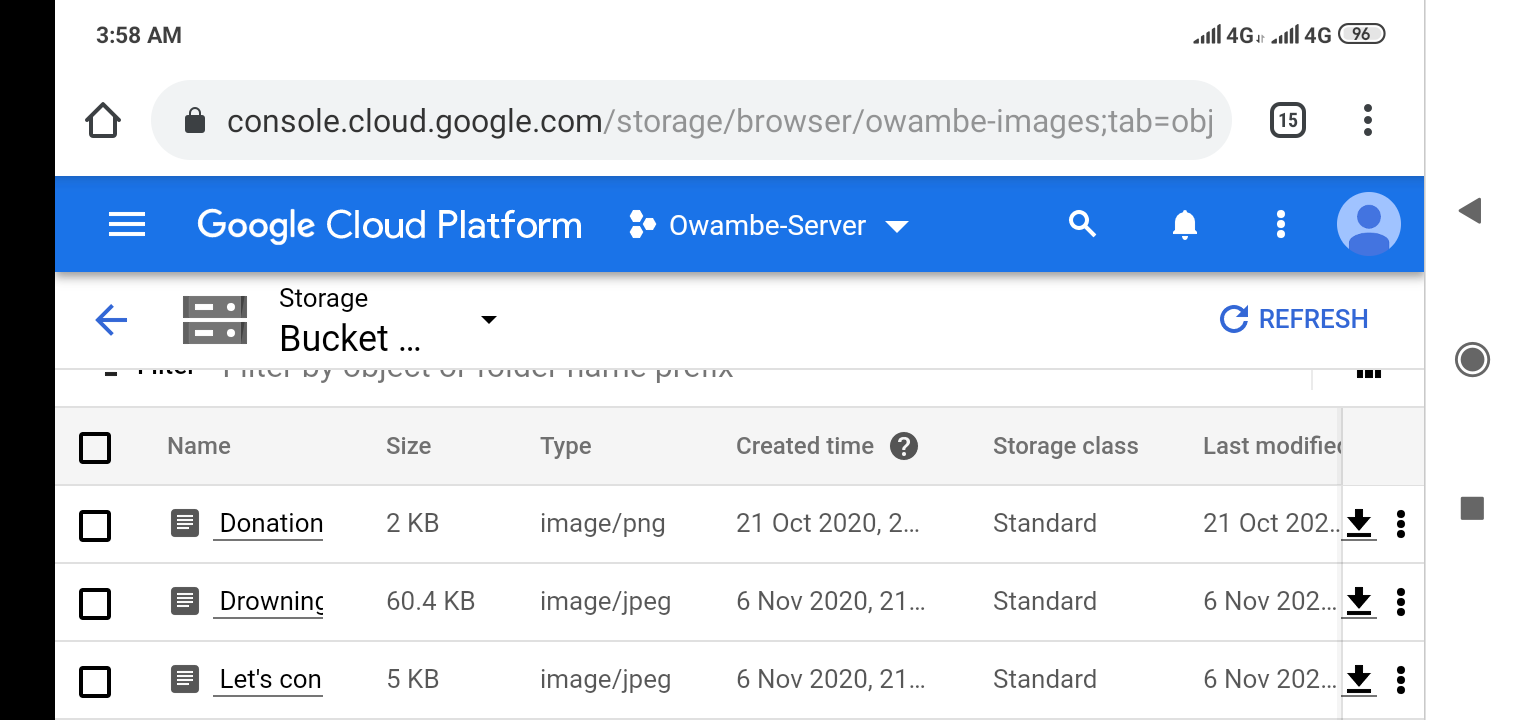 3:58 AM 4G 4G 96
console.cloud.google.com/storage/browser/owambe-images;tab=obj 15
Google Cloud Platform Owambe-Server
Storage
Bucket ... REFRESH
Filter Filter by object or folder name prefix
Name Size Type Created time ? Storage class Last modified
Donation 2 KB image/png 21 Oct 2020, 2... Standard 21 Oct 202...
Drowning 60.4 KB image/jpeg 6 Nov 2020, 21... Standard 6 Nov 202...
Let's con 5 KB image/jpeg 6 Nov 2020, 21... Standard 6 Nov 202...